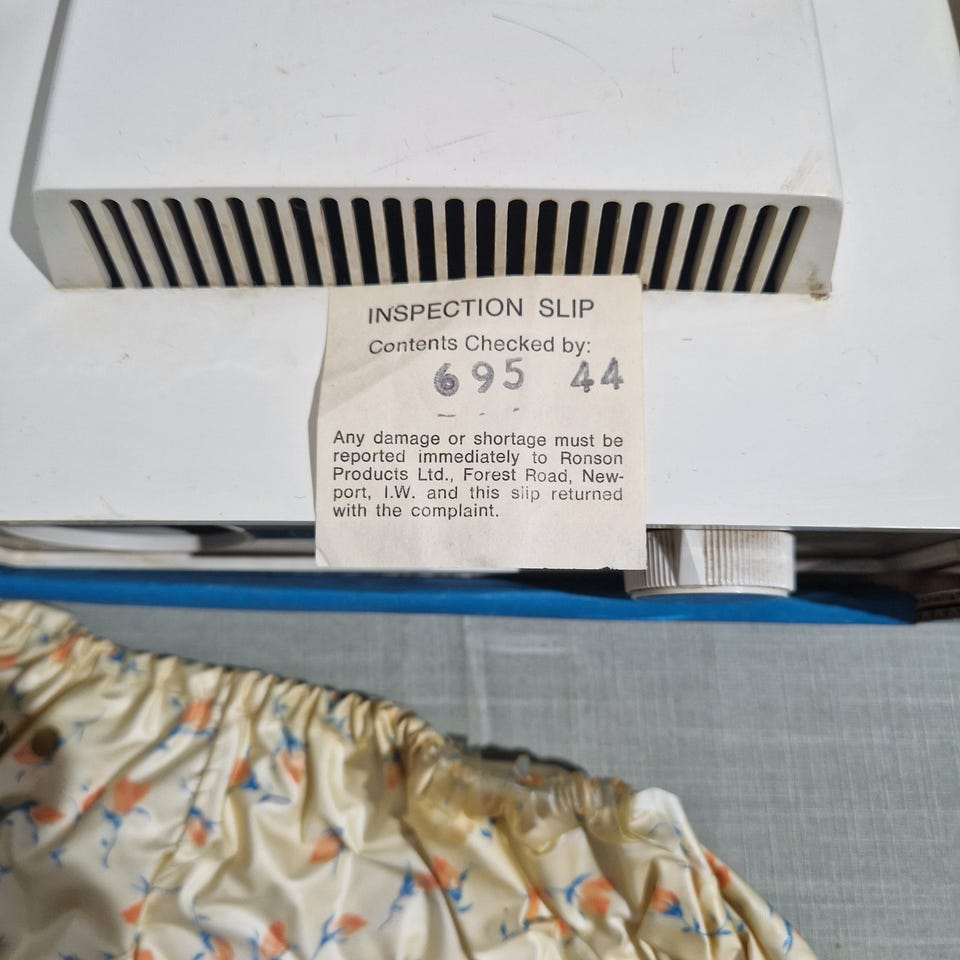 INSPECTION SLIP
Contents Checked by:
695 44
Any damage or shortage must be
reported immediately to Ronson
Products Ltd., Forest Road, New-
port, I.W. and this slip returned
with the complaint.